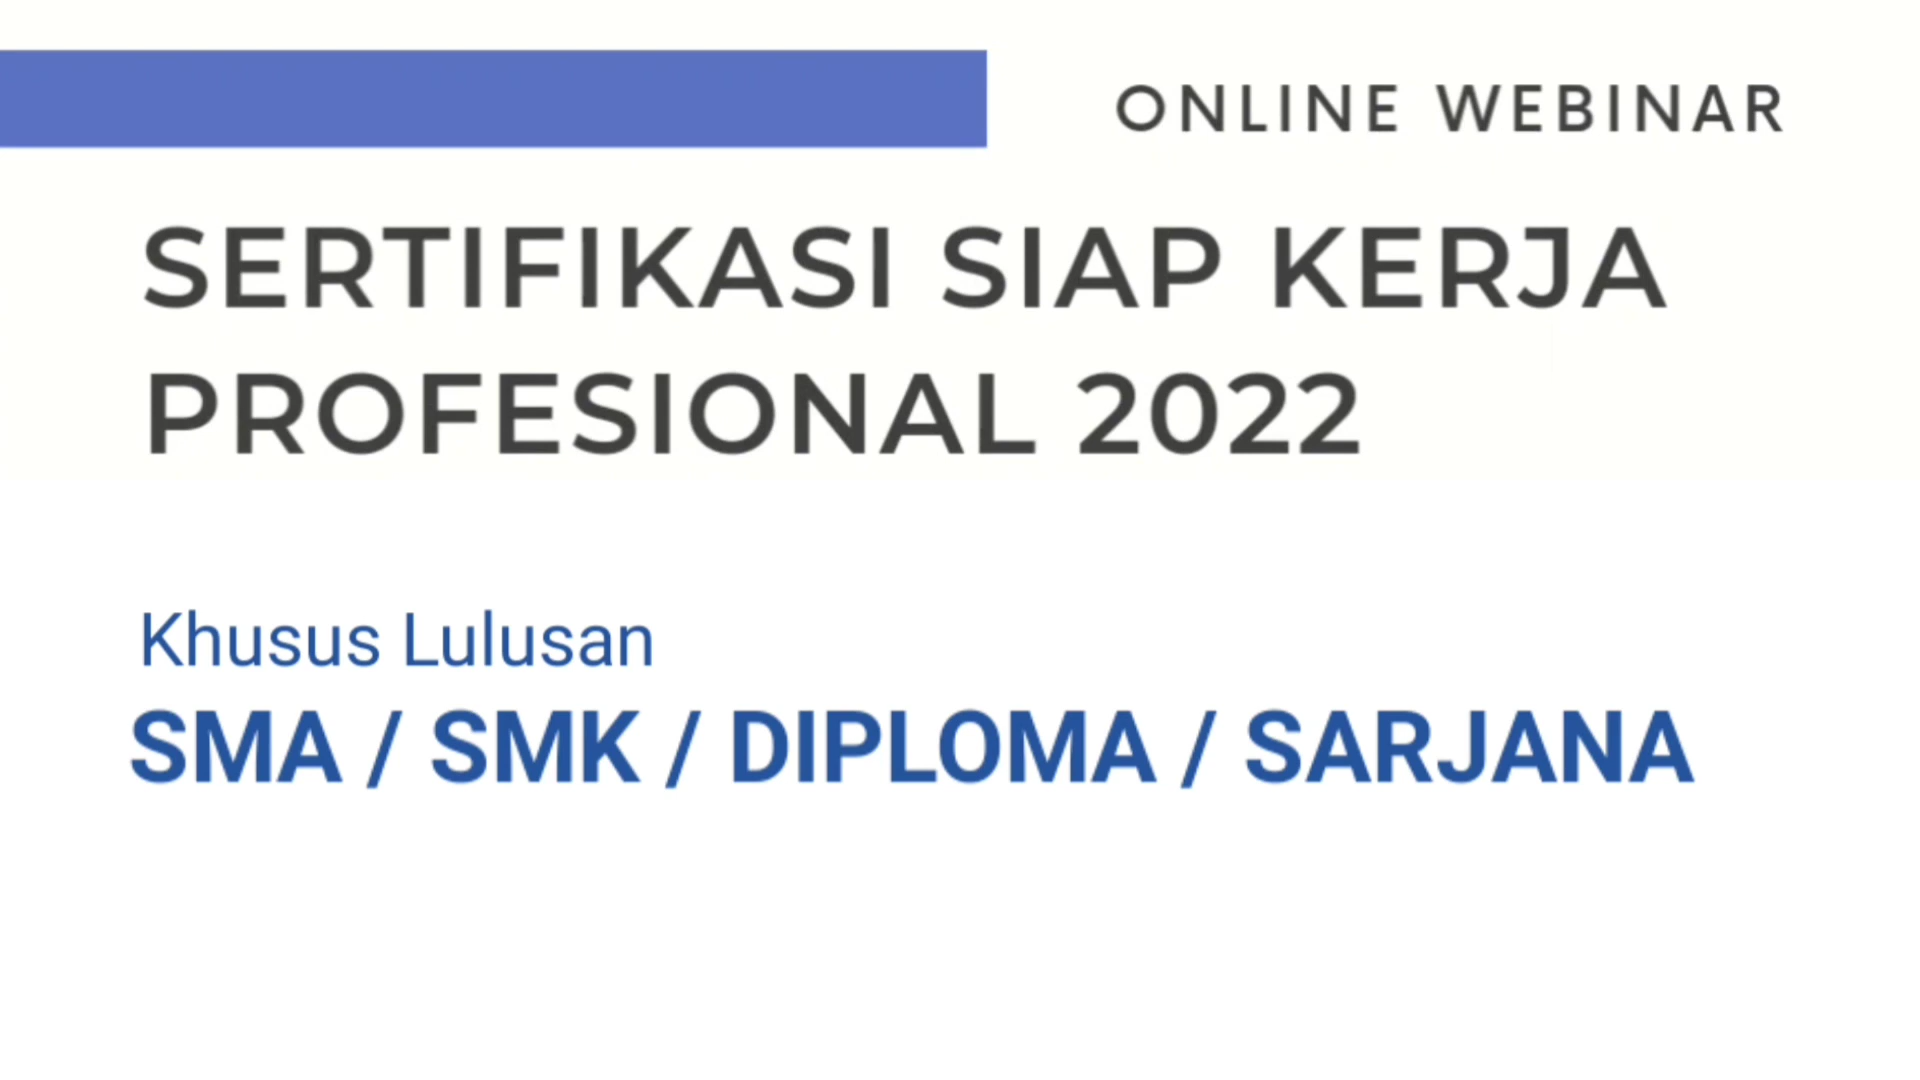 ONLINE WEBINAR
SERTIFIKASI SIAP KERJA
PROFESIONAL 2022
Khusus Lulusan
SMA / SMK / DIPLOMA / SARJANA